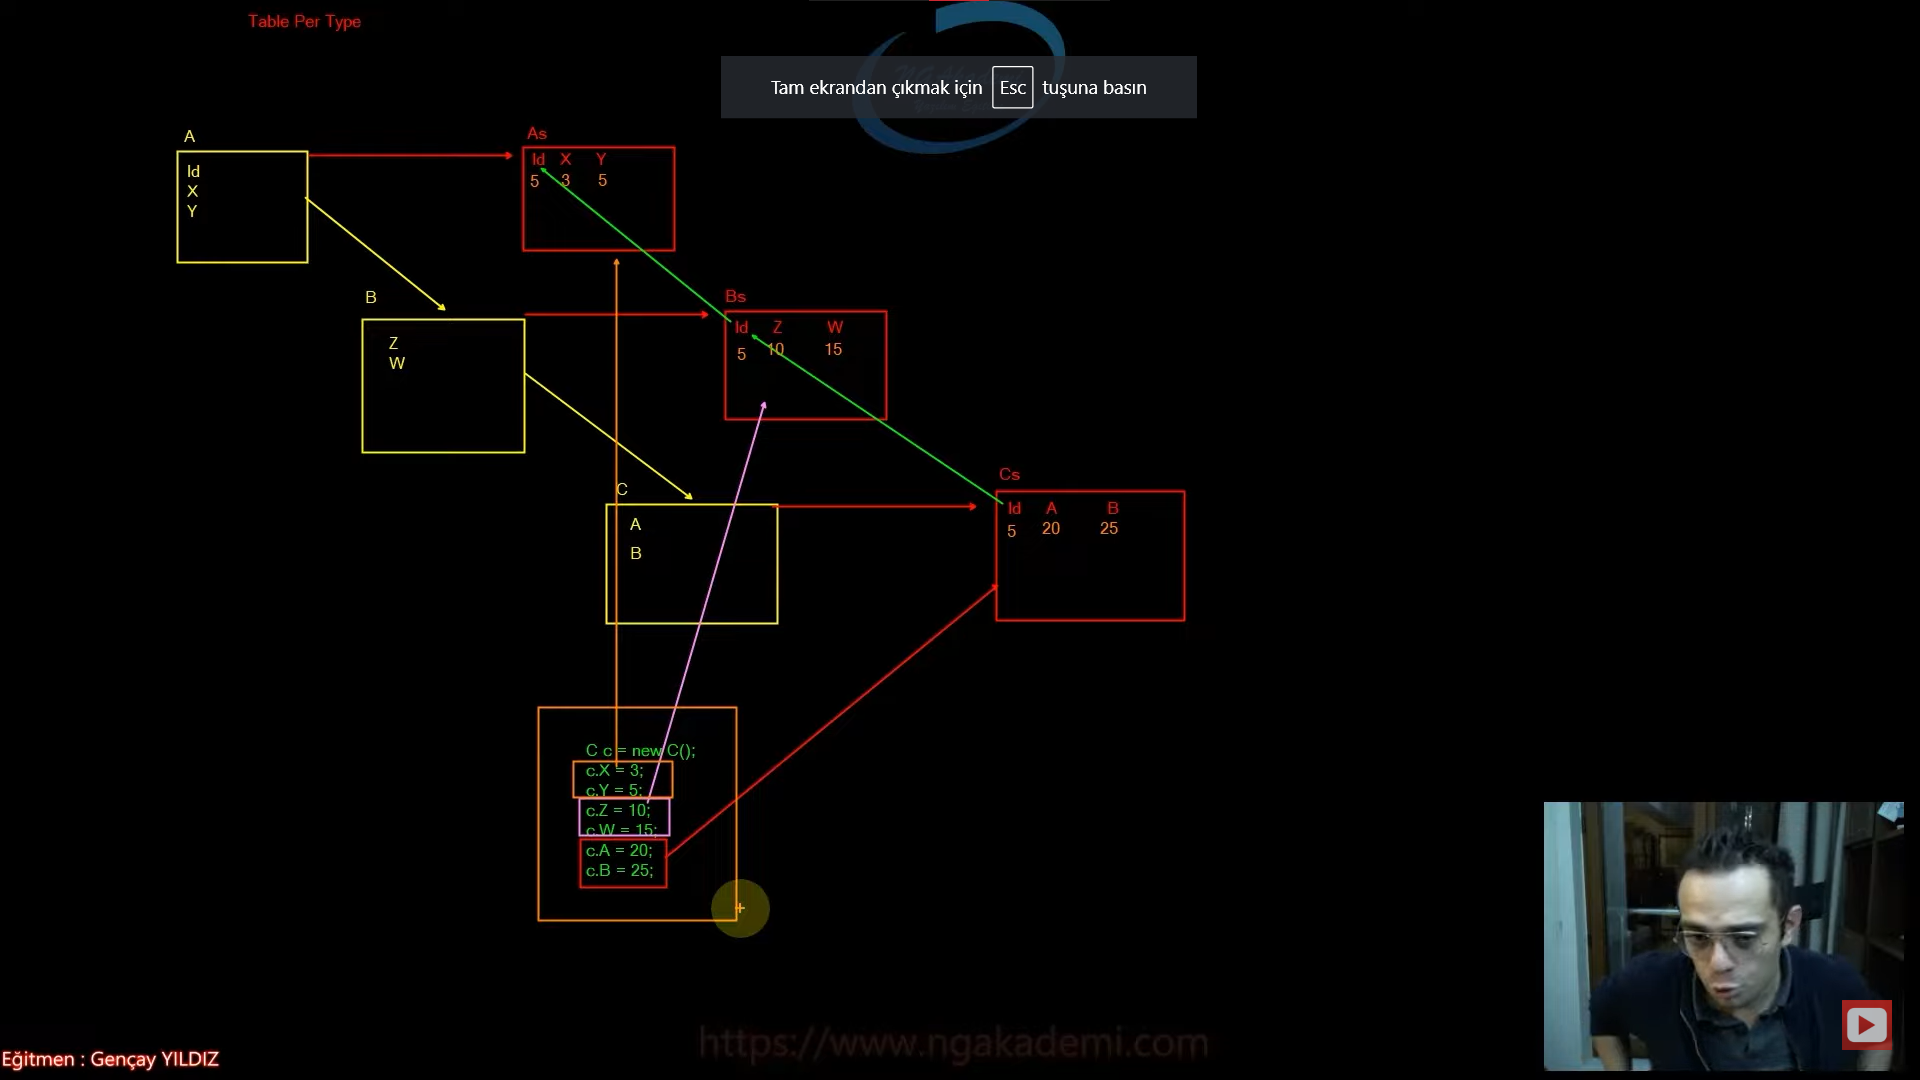 Table Per Type
Tam ekrandan çıkmak için Esc tuşuna basın
A
Id
X
Y
As
Id X Y
5 3 5
B
Z
W
Bs
Id Z W
5 10 15
C
A
B
Cs
Id A B
5 20 25
C c = new C();
c.X = 3;
c.Y = 5;
c.Z = 10;
c.W = 15;
c.A = 20;
c.B = 25;
https://www.ngakademi.com
Eğitmen : Gençay YILDIZ